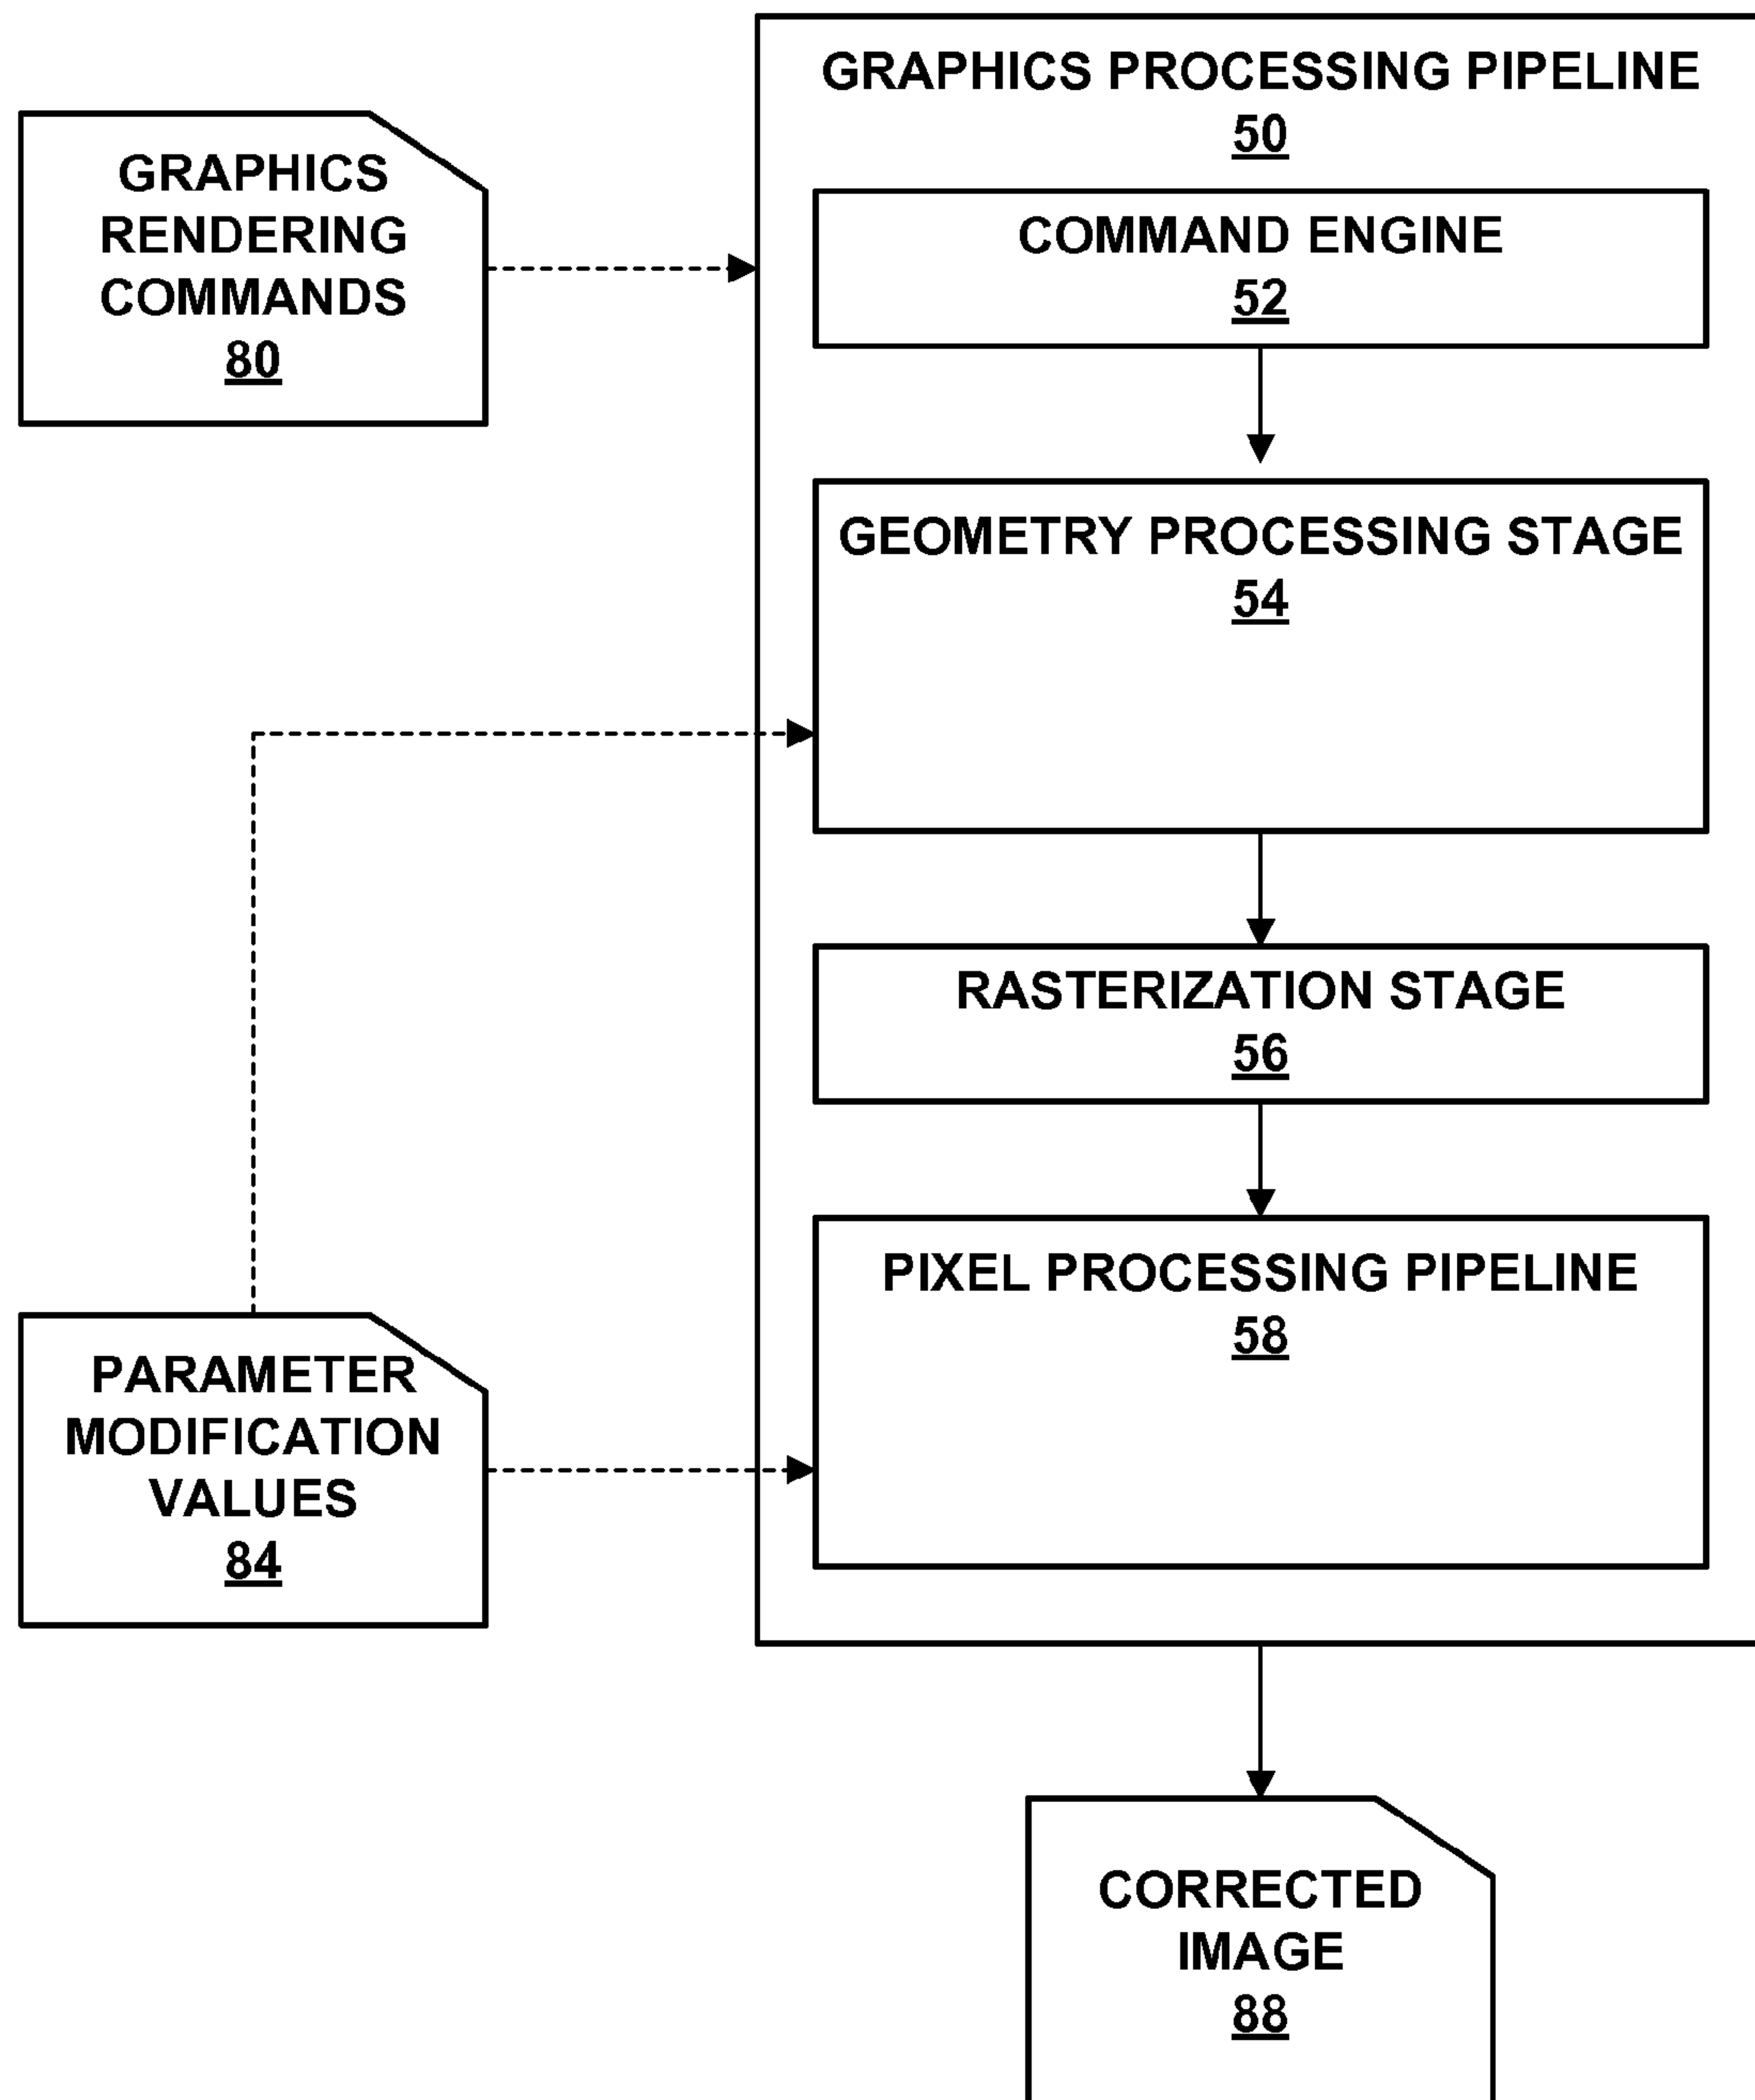 GRAPHICS PROCESSING PIPELINE
50
GRAPHICS
RENDERING
COMMANDS
80
COMMAND ENGINE
52
GEOMETRY PROCESSING STAGE
54
RASTERIZATION STAGE
56
PIXEL PROCESSING PIPELINE
58
PARAMETER
MODIFICATION
VALUES
84
CORRECTED
IMAGE
88